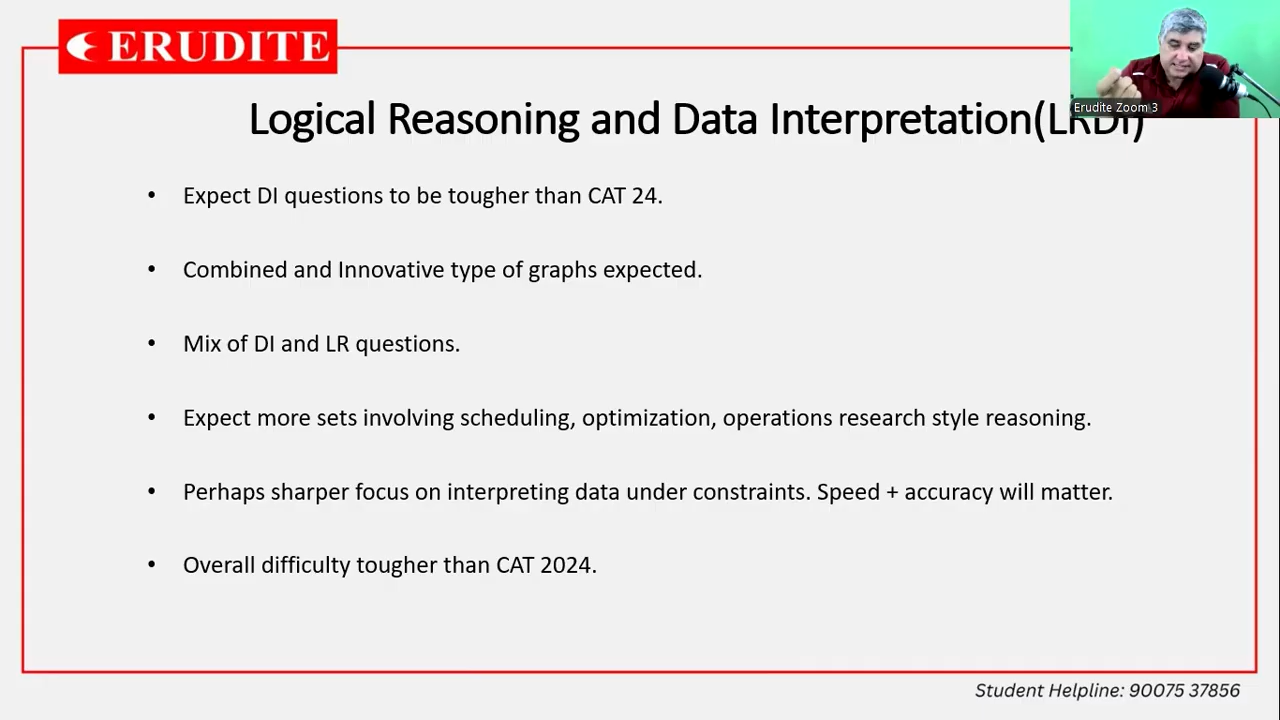 ERUDITE
Erudite Zoom 3
Logical Reasoning and Data Interpretation(LRDI)
• Expect DI questions to be tougher than CAT 24.
• Combined and Innovative type of graphs expected.
• Mix of DI and LR questions.
• Expect more sets involving scheduling, optimization, operations research style reasoning.
• Perhaps sharper focus on interpreting data under constraints. Speed + accuracy will matter.
• Overall difficulty tougher than CAT 2024.
Student Helpline: 90075 37856